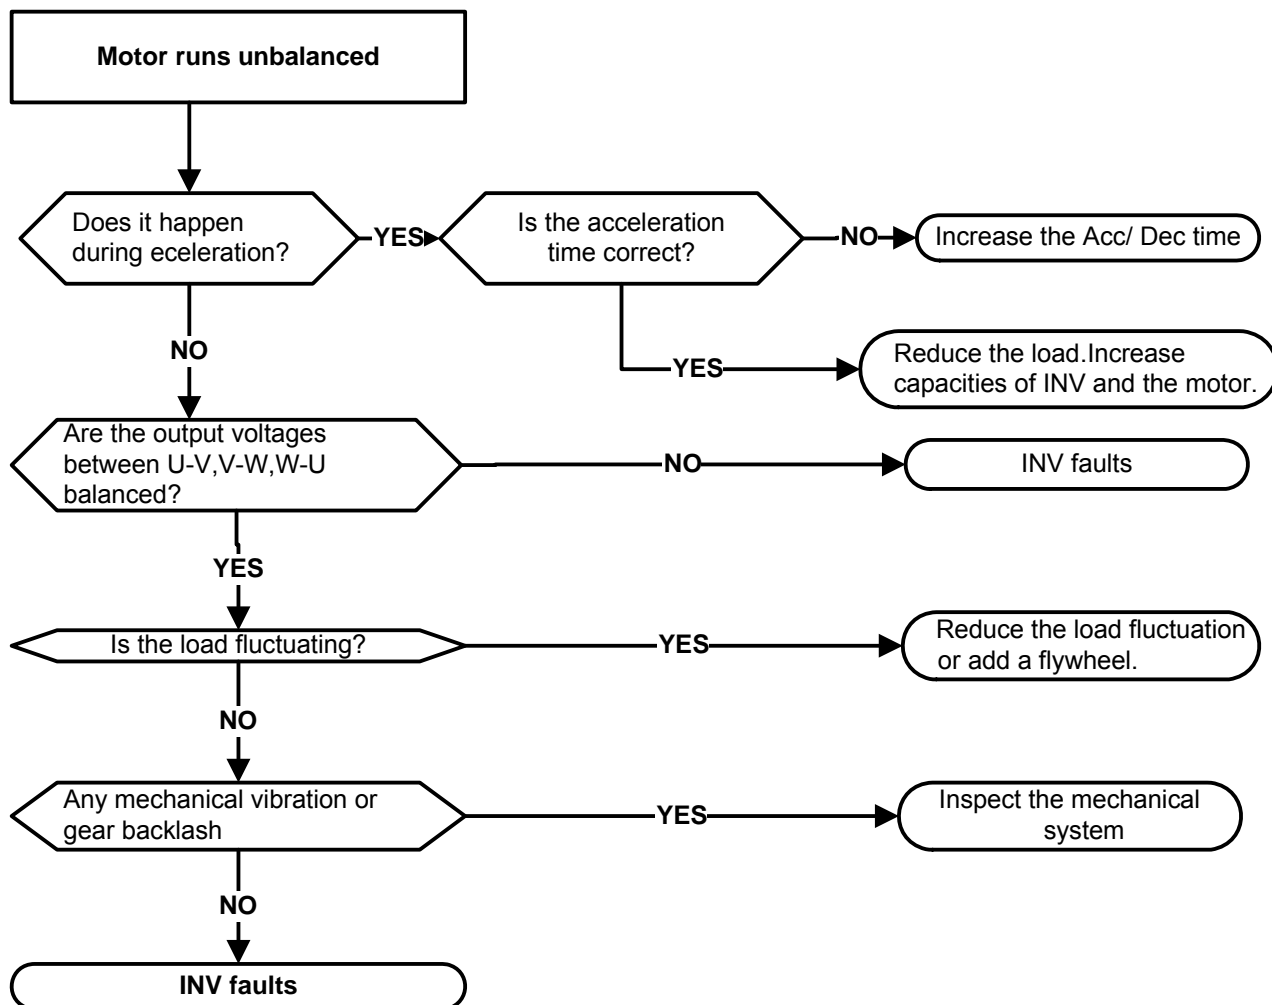 Motor runs unbalanced
Does it happen
during eceleration?
YES
Is the acceleration
time correct?
NO
Increase the Acc/ Dec time
NO
YES
Reduce the load.Increase
capacities of INV and the motor.
Are the output voltages
between U-V,V-W,W-U
balanced?
NO
INV faults
YES
Is the load fluctuating?
YES
Reduce the load fluctuation
or add a flywheel.
NO
Any mechanical vibration or
gear backlash
YES
Inspect the mechanical
system
NO
INV faults